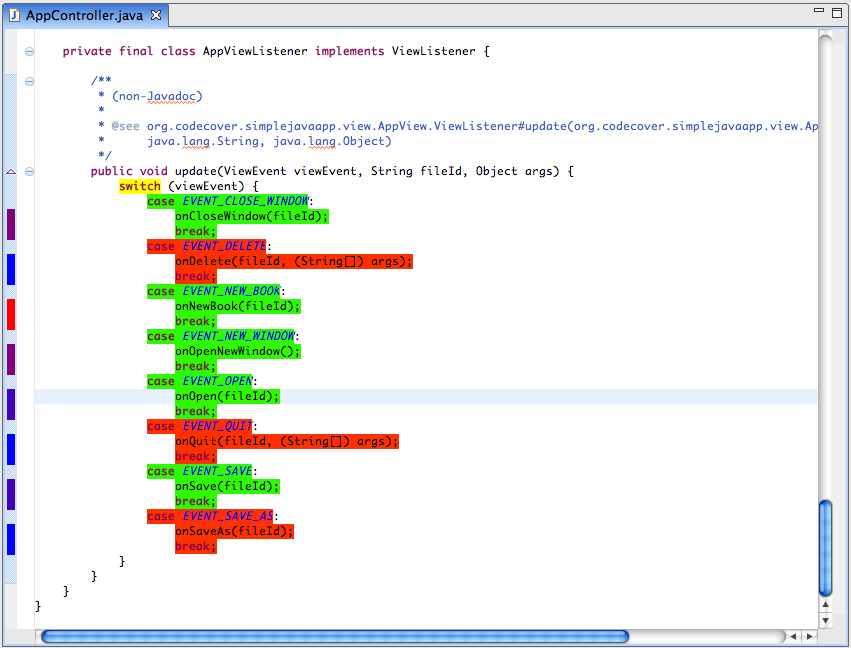 AppController.java
private final class AppViewListener implements ViewListener {
/**
* (non-Javadoc)
*
* @see org.codecover.simplejavaapp.view.AppView.ViewListener#update(org.codecover.simplejavaapp.view.Ap
*      java.lang.String, java.lang.Object)
*/
public void update(ViewEvent viewEvent, String fileId, Object args) {
switch (viewEvent) {
case EVENT_CLOSE_WINDOW:
onCloseWindow(fileId);
break;
case EVENT_DELETE:
onDelete(fileId, (String[]) args);
break;
case EVENT_NEW_BOOK:
onNewBook(fileId);
break;
case EVENT_NEW_WINDOW:
onOpenNewWindow();
break;
case EVENT_OPEN:
onOpen(fileId);
break;
case EVENT_QUIT:
onQuit(fileId, (String[]) args);
break;
case EVENT_SAVE:
onSave(fileId);
break;
case EVENT_SAVE_AS:
onSaveAs(fileId);
break;
}
}
}
}